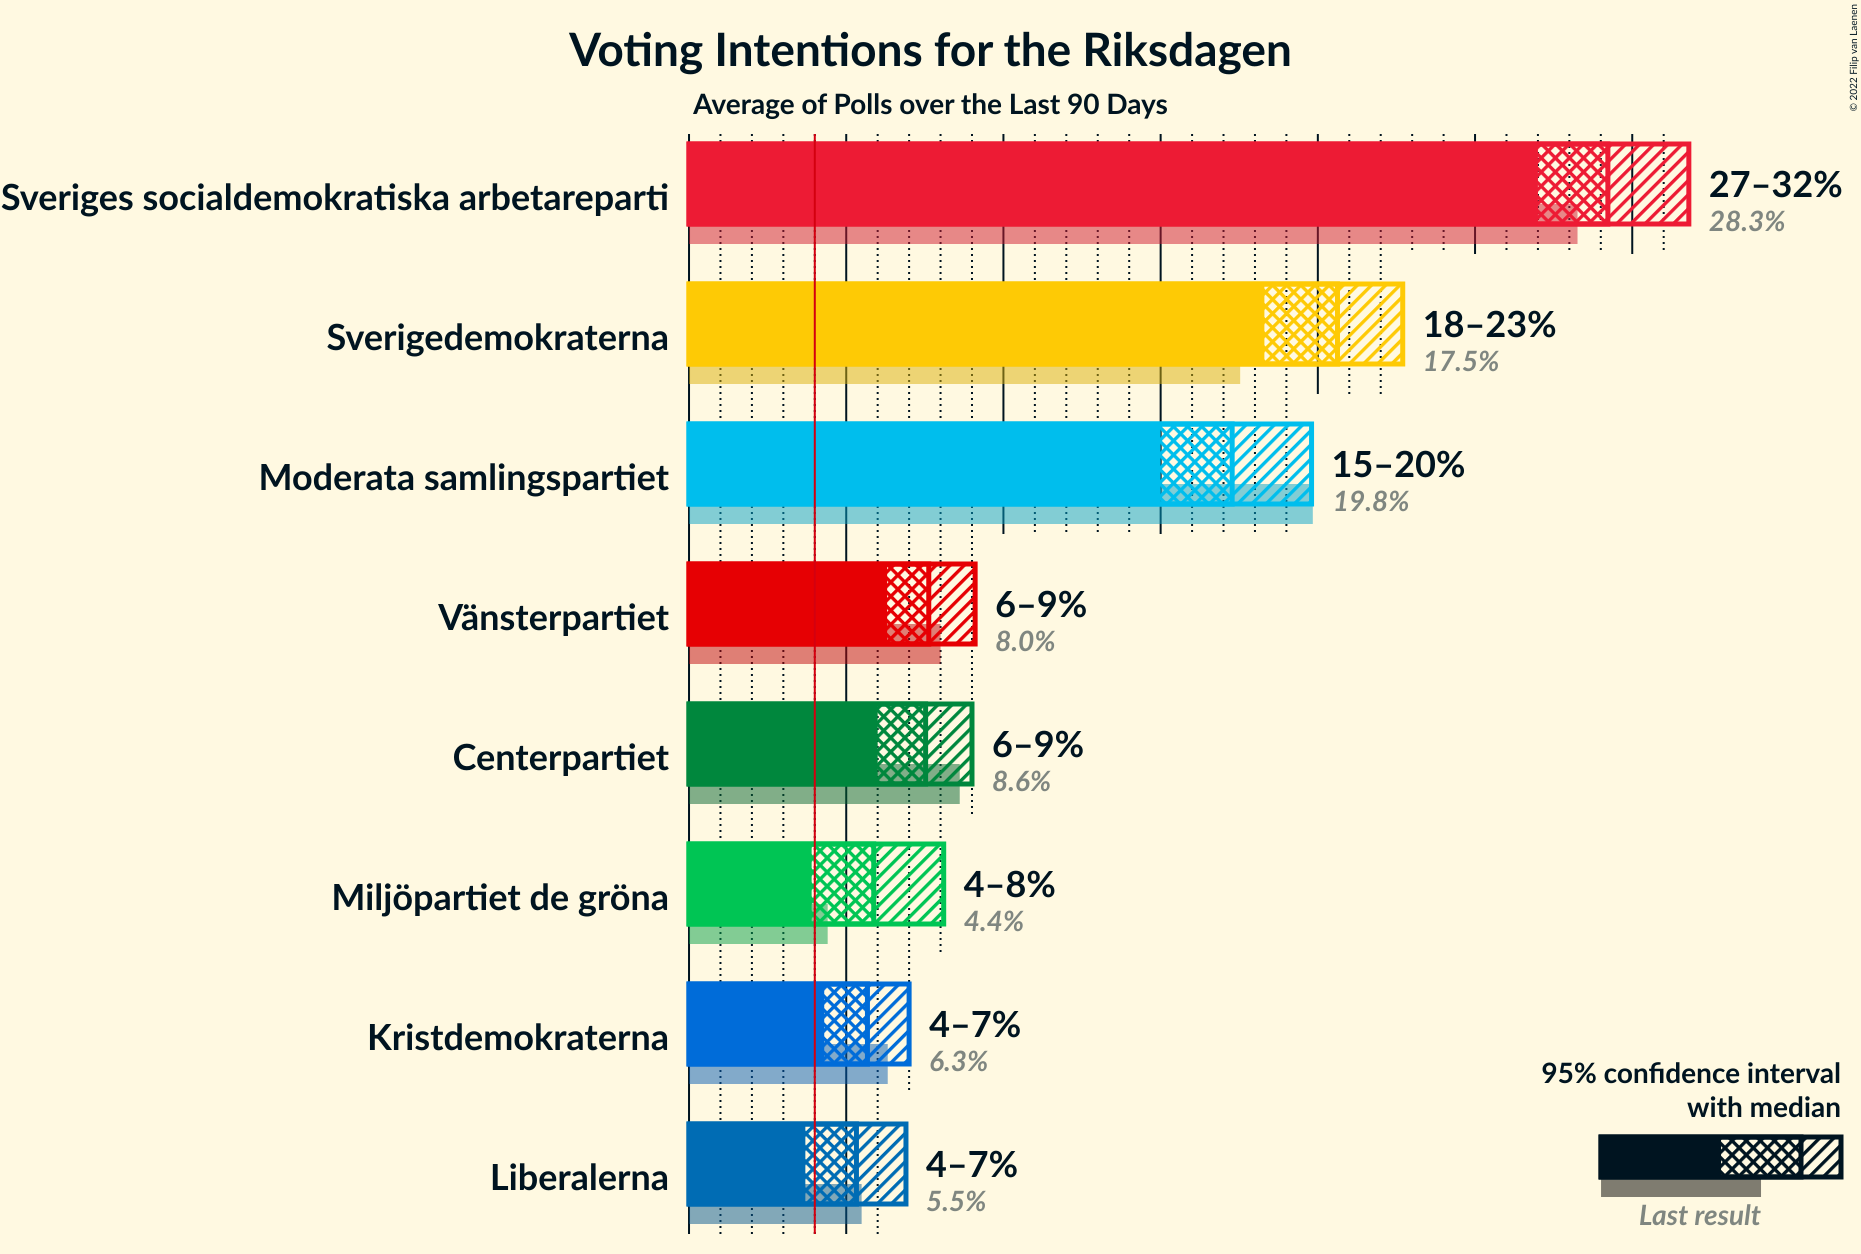 Voting Intentions for the Riksdagen
Average of Polls over the Last 90 Days
© 2022 Filip van Laenen
Sveriges socialdemokratiska arbetareparti
27–32%
28.3%
Sverigedemokraterna
18–23%
17.5%
Moderata samlingspartiet
15–20%
19.8%
Vänsterpartiet
6–9%
8.0%
Centerpartiet
6–9%
8.6%
Miljöpartiet de gröna
4–8%
4.4%
Kristdemokraterna
4–7%
6.3%
Liberalerna
4–7%
5.5%
95% confidence interval
with median
Last result